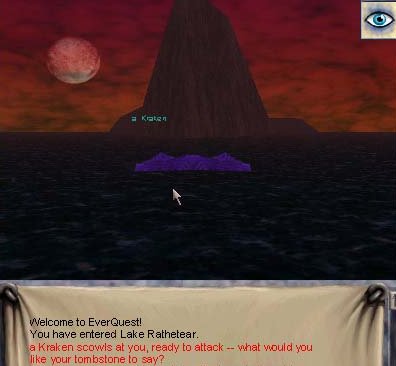 a Kraken
Welcome to EverQuest!
You have entered Lake Rathetear.
a Kraken scowls at you, ready to attack -- what would you
like your tombstone to say?